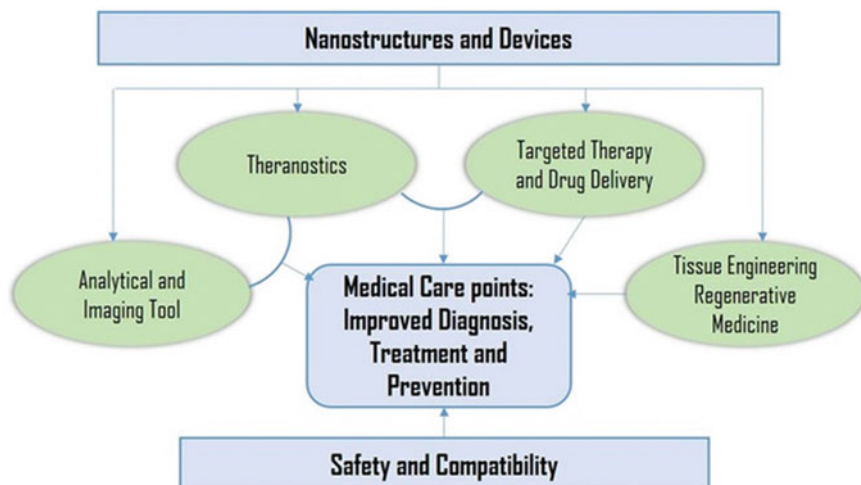 Nanostructures and Devices
Theranostics
Targeted Therapy
and Drug Delivery
Analytical and
Imaging Tool
Medical Care points:
Improved Diagnosis,
Treatment and
Prevention
Tissue Engineering
Regenerative
Medicine
Safety and Compatibility